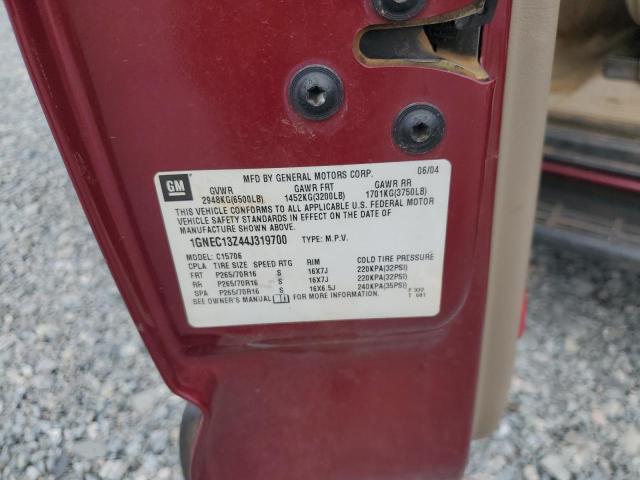 MFD BY GENERAL MOTORS CORP. 06/04
GM
GVWR GAWR FRT GAWR RR
2948KG(6500LB) 1452KG(3200LB) 1701KG(3750LB)
THIS VEHICLE CONFORMS TO ALL APPLICABLE U.S. FEDERAL MOTOR
VEHICLE SAFETY STANDARDS IN EFFECT ON THE DATE OF
MANUFACTURE SHOWN ABOVE.
1GNEC13Z44J319700 TYPE: M.P.V.
MODEL: C15706
CPLA TIRE SIZE SPEED RTG RIM COLD TIRE PRESSURE
FRT P265/70R16 S 16X7J 220KPA(32PSI)
RR P265/70R16 S 16X7J 220KPA(32PSI)
SPA P265/70R16 S 16X6.5J 240KPA(35PSI)
SEE OWNER'S MANUAL FOR MORE INFORMATION.